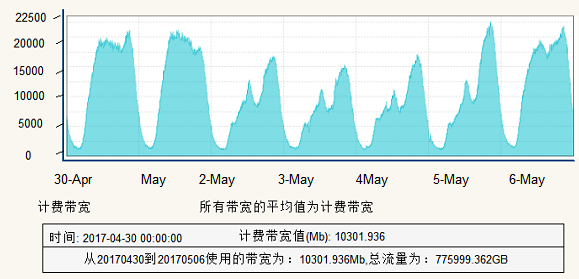 22500
20000
15000
10000
5000
0
30-Apr May 2-May 3-May 4-May 5-May 6-May
计费带宽 所有带宽的平均值为计费带宽
时间: 2017-04-30 00:00:00 计费带宽值(Mb): 10301.936
从20170430到20170506使用的带宽为：10301.936Mb,总流量为：775999.362GB